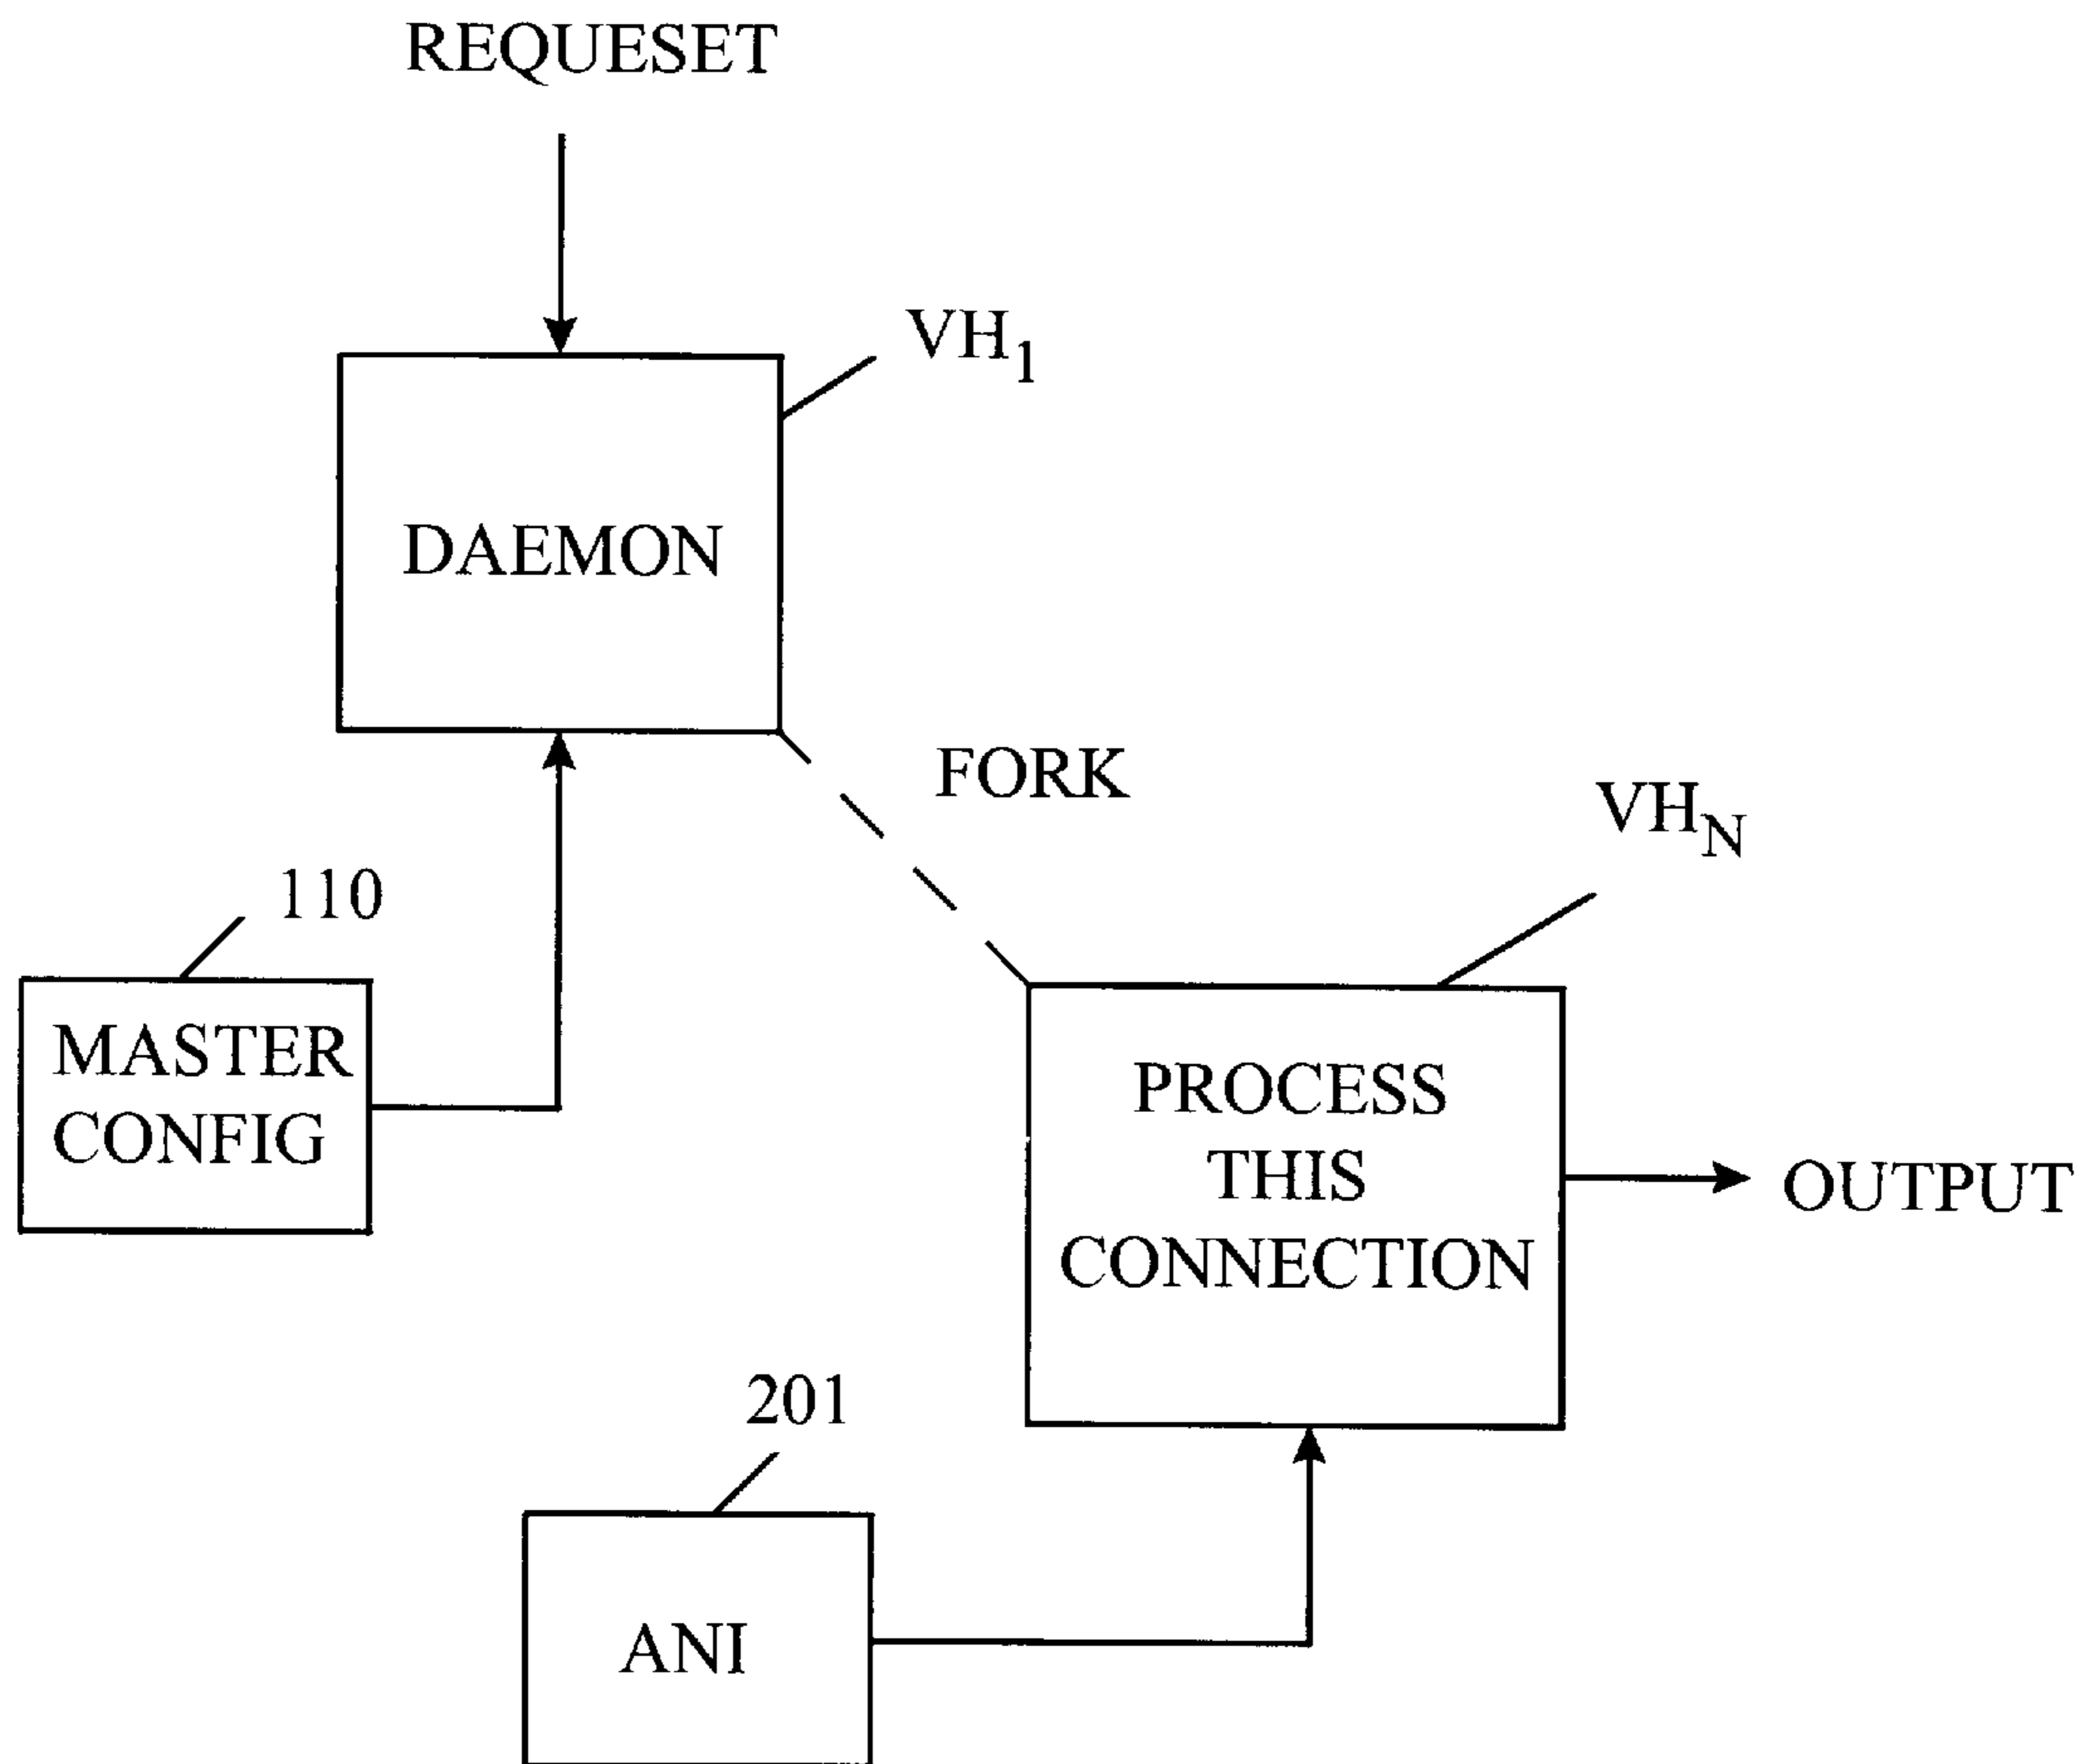 REQUESET
VH1
DAEMON
FORK
VHN
110
MASTER
CONFIG
PROCESS
THIS
CONNECTION
OUTPUT
201
ANI